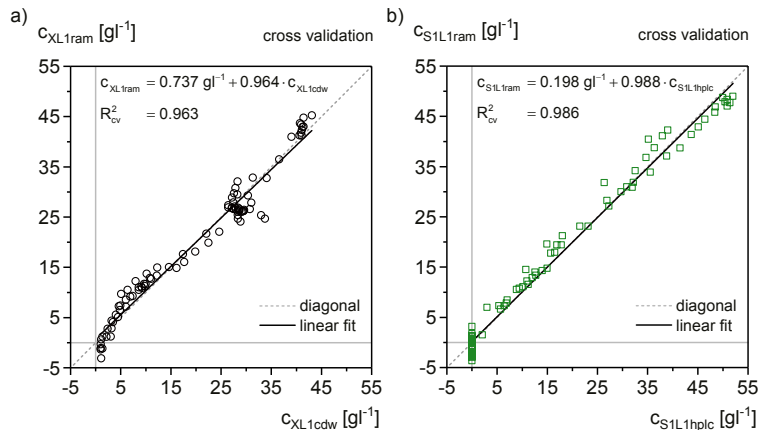 a)
c_XL1ram [gl⁻¹]
cross validation
c_XL1ram = 0.737 gl⁻¹ + 0.964 · c_XL1cdw
R²_cv = 0.963
55
45
35
25
15
5
-5
diagonal
linear fit
-5 5 15 25 35 45 55
c_XL1cdw [gl⁻¹]
b)
c_S1L1ram [gl⁻¹]
cross validation
c_S1L1ram = 0.198 gl⁻¹ + 0.988 · c_S1L1hplc
R²_cv = 0.986
55
45
35
25
15
5
-5
diagonal
linear fit
-5 5 15 25 35 45 55
c_S1L1hplc [gl⁻¹]